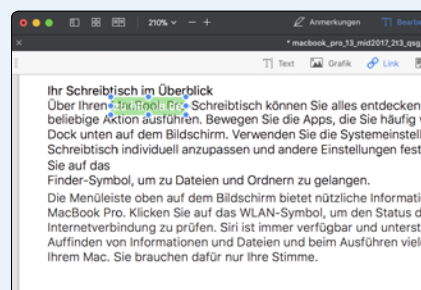 210%
Anmerkungen
Bearbe
* macbook_pro_13_mid2017_2t3_qsg
Text Grafik Link
Ihr Schreibtisch im Überblick
Über Ihren MacBook Pro Schreibtisch können Sie alles entdecken
beliebige Aktion ausführen. Bewegen Sie die Apps, die Sie häufig
Dock unten auf dem Bildschirm. Verwenden Sie die Systemeinstell
Schreibtisch individuell anzupassen und andere Einstellungen fest
Sie auf das
Finder-Symbol, um zu Dateien und Ordnern zu gelangen.
Die Menüleiste oben auf dem Bildschirm bietet nützliche Informati
MacBook Pro. Klicken Sie auf das WLAN-Symbol, um den Status d
Internetverbindung zu prüfen. Siri ist immer verfügbar und unterst
Auffinden von Informationen und Dateien und beim Ausführen viel
Ihrem Mac. Sie brauchen dafür nur Ihre Stimme.